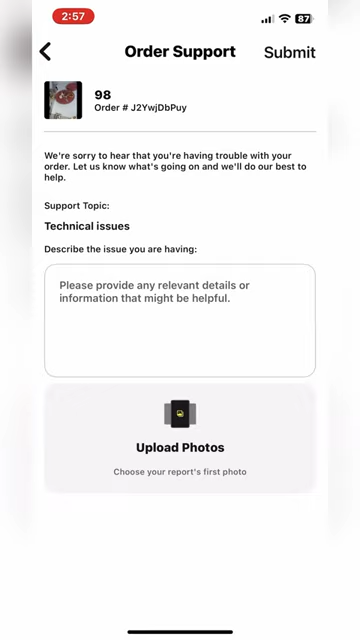 2:57
87
Order Support
Submit
98
Order # J2YwjDbPuy
We're sorry to hear that you're having trouble with your
order. Let us know what's going on and we'll do our best to
help.
Support Topic:
Technical issues
Describe the issue you are having:
Please provide any relevant details or
information that might be helpful.
Upload Photos
Choose your report's first photo